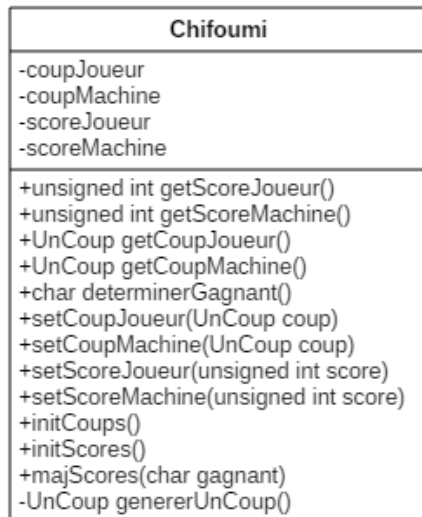 Chifoumi
-coupJoueur
-coupMachine
-scoreJoueur
-scoreMachine
+unsigned int getScoreJoueur()
+unsigned int getScoreMachine()
+UnCoup getCoupJoueur()
+UnCoup getCoupMachine()
+char determinerGagnant()
+setCoupJoueur(UnCoup coup)
+setCoupMachine(UnCoup coup)
+setScoreJoueur(unsigned int score)
+setScoreMachine(unsigned int score)
+initCoups()
+initScores()
+majScores(char gagnant)
-UnCoup genererUnCoup()